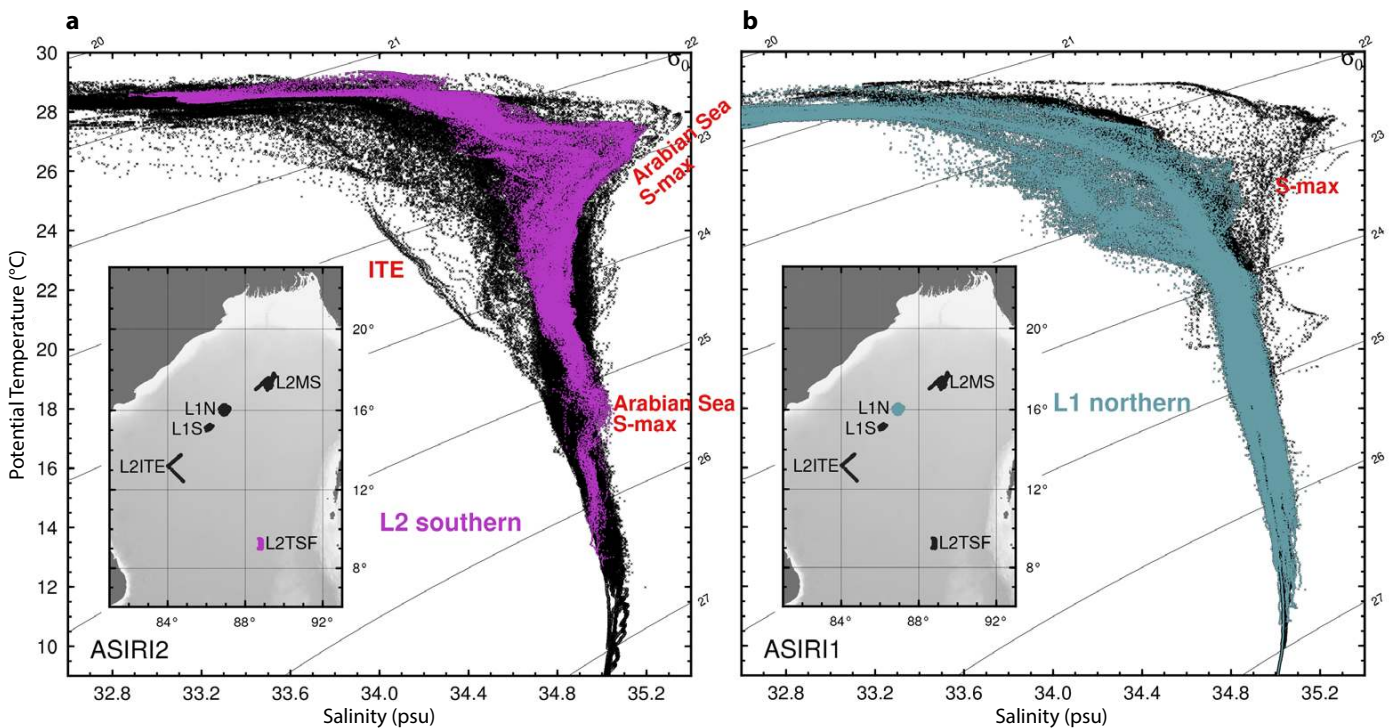 a
b
20
21
22
σ0
20
21
22
σ0
30
28
26
24
22
20
18
16
14
12
10
Potential Temperature (°C)
Arabian Sea
S-max
23
24
25
26
27
ITE
Arabian Sea
S-max
L2 southern
20°
16°
12°
8°
84°
88°
92°
L2MS
L1N
L1S
L2ITE
L2TSF
ASIRI2
32.8
33.2
33.6
34.0
34.4
34.8
35.2
Salinity (psu)
S-max
23
24
25
26
27
L1 northern
20°
16°
12°
8°
84°
88°
92°
L2MS
L1N
L1S
L2ITE
L2TSF
ASIRI1
32.8
33.2
33.6
34.0
34.4
34.8
35.2
Salinity (psu)